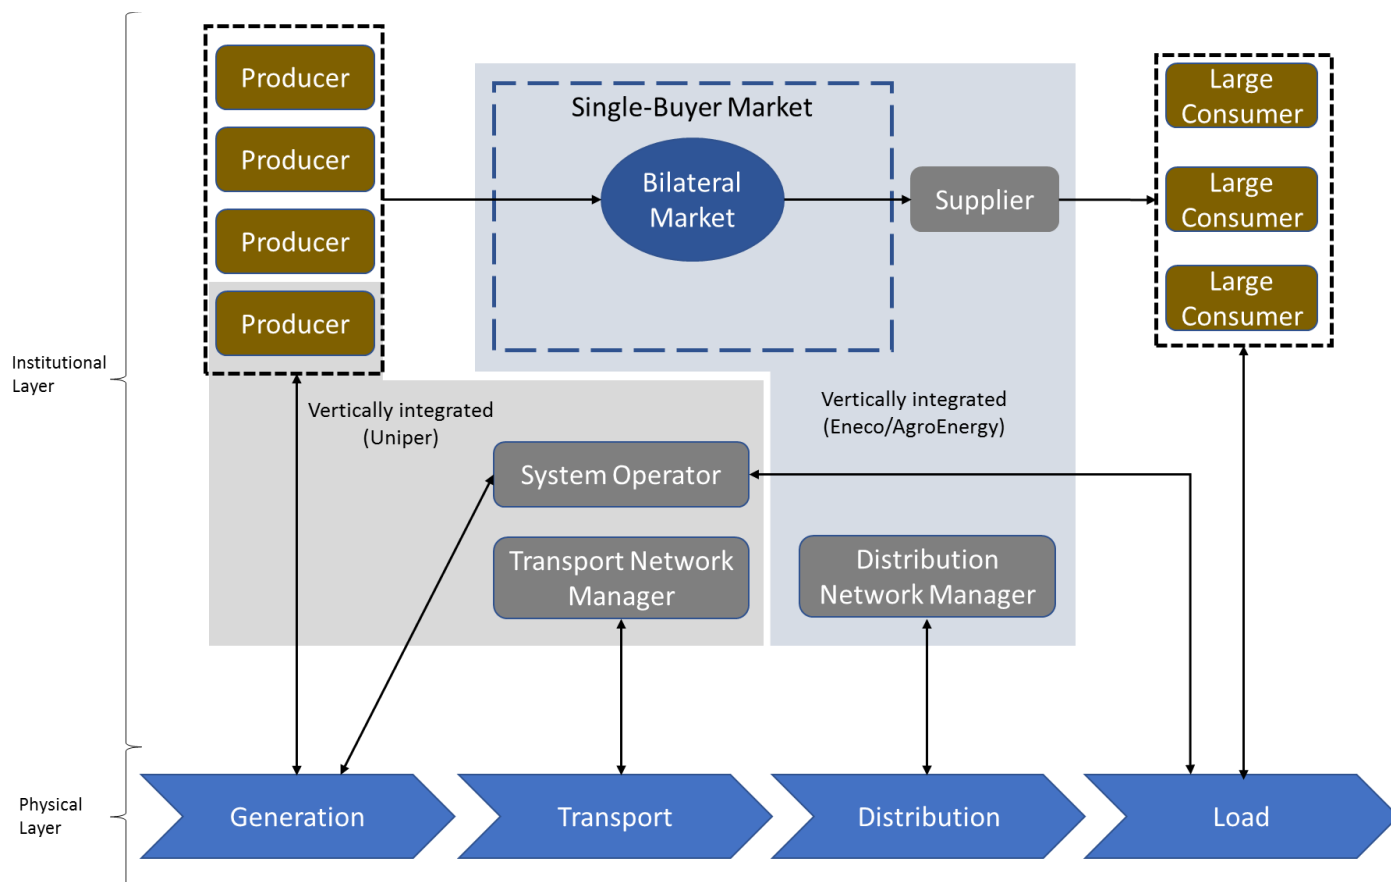 Producer
Producer
Producer
Producer
Single-Buyer Market
Bilateral
Market
Supplier
Large
Consumer
Large
Consumer
Large
Consumer
Institutional
Layer
Vertically integrated
(Uniper)
Vertically integrated
(Eneco/AgroEnergy)
System Operator
Transport Network
Manager
Distribution
Network Manager
Physical
Layer
Generation
Transport
Distribution
Load